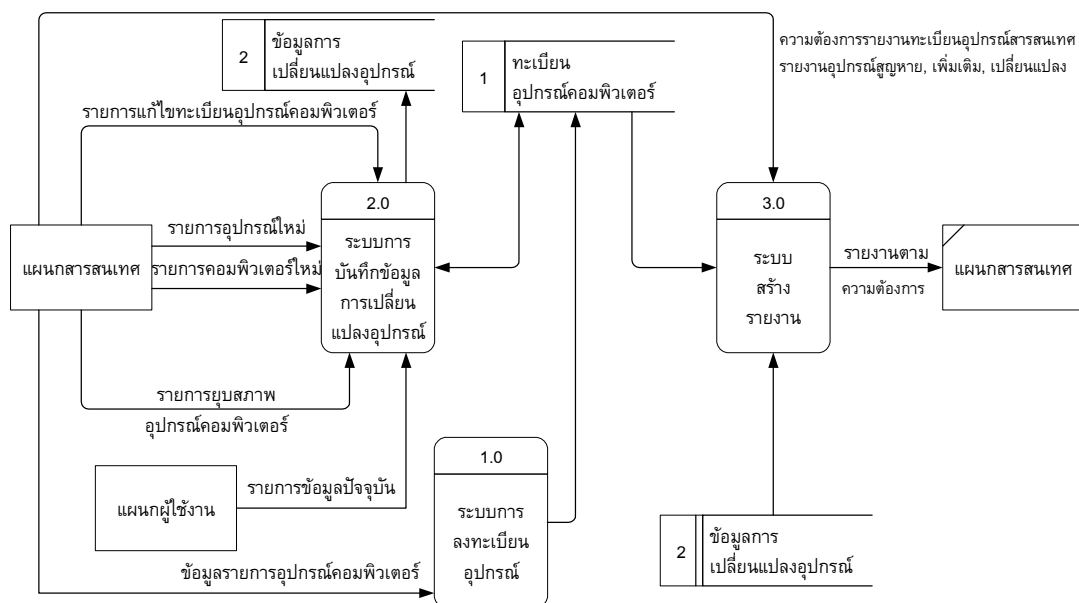 2
ข้อมูลการ
เปลี่ยนแปลงอุปกรณ์
1
ทะเบียน
อุปกรณ์คอมพิวเตอร์
ความต้องการรายงานทะเบียนอุปกรณ์สารสนเทศ
รายงานอุปกรณ์สูญหาย, เพิ่มเติม, เปลี่ยนแปลง
รายการแก้ไขทะเบียนอุปกรณ์คอมพิวเตอร์
แผนกสารสนเทศ
รายการอุปกรณ์ใหม่
รายการคอมพิวเตอร์ใหม่
2.0
ระบบการ
บันทึกข้อมูล
การเปลี่ยน
แปลงอุปกรณ์
3.0
ระบบ
สร้าง
รายงาน
รายงานตาม
ความต้องการ
แผนกสารสนเทศ
รายการยุบสภาพ
อุปกรณ์คอมพิวเตอร์
แผนกผู้ใช้งาน
รายการข้อมูลปัจจุบัน
1.0
ระบบการ
ลงทะเบียน
อุปกรณ์
2
ข้อมูลการ
เปลี่ยนแปลงอุปกรณ์
ข้อมูลรายการอุปกรณ์คอมพิวเตอร์